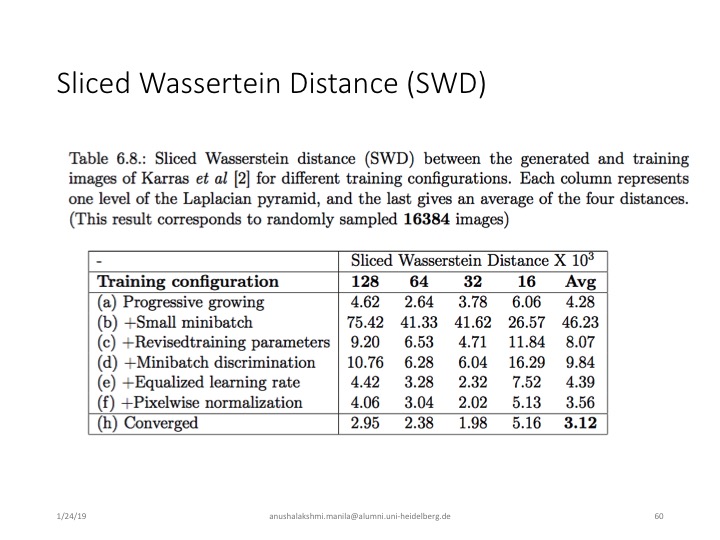 Sliced Wassertein Distance (SWD)
Table 6.8.: Sliced Wasserstein distance (SWD) between the generated and training
images of Karras et al [2] for different training configurations. Each column represents
one level of the Laplacian pyramid, and the last gives an average of the four distances.
(This result corresponds to randomly sampled 16384 images)
- Sliced Wasserstein Distance X 10³
Training configuration 128 64 32 16 Avg
(a) Progressive growing 4.62 2.64 3.78 6.06 4.28
(b) +Small minibatch 75.42 41.33 41.62 26.57 46.23
(c) +Revisedtraining parameters 9.20 6.53 4.71 11.84 8.07
(d) +Minibatch discrimination 10.76 6.28 6.04 16.29 9.84
(e) +Equalized learning rate 4.42 3.28 2.32 7.52 4.39
(f) +Pixelwise normalization 4.06 3.04 2.02 5.13 3.56
(h) Converged 2.95 2.38 1.98 5.16 3.12
1/24/19 anushalakshmi.manila@alumni.uni-heidelberg.de 60